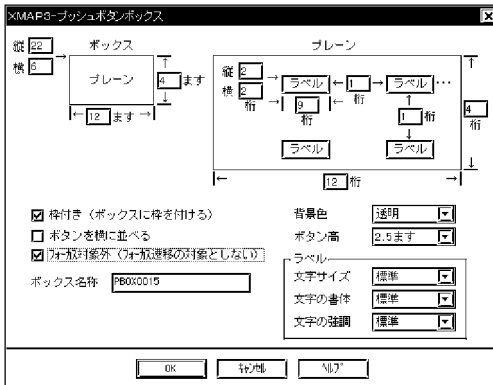 XMAP3-プッシュボタンボックス
ボックス
プレーン
縦 22
横 6
プレーン
4 ます
12 ます
縦 2
横 2
桁
ラベル
1
桁
ラベル …
9
桁
1 桁
4
桁
ラベル
ラベル
12 桁
枠付き（ボックスに枠を付ける）
ボタンを横に並べる
フォーカス対象外（フォーカス遷移の対象としない）
ボックス名称 PBOX0015
背景色 透明
ボタン高 2.5ます
ラベル
文字サイズ 標準
文字の書体 標準
文字の強調 標準
OK キャンセル ヘルプ